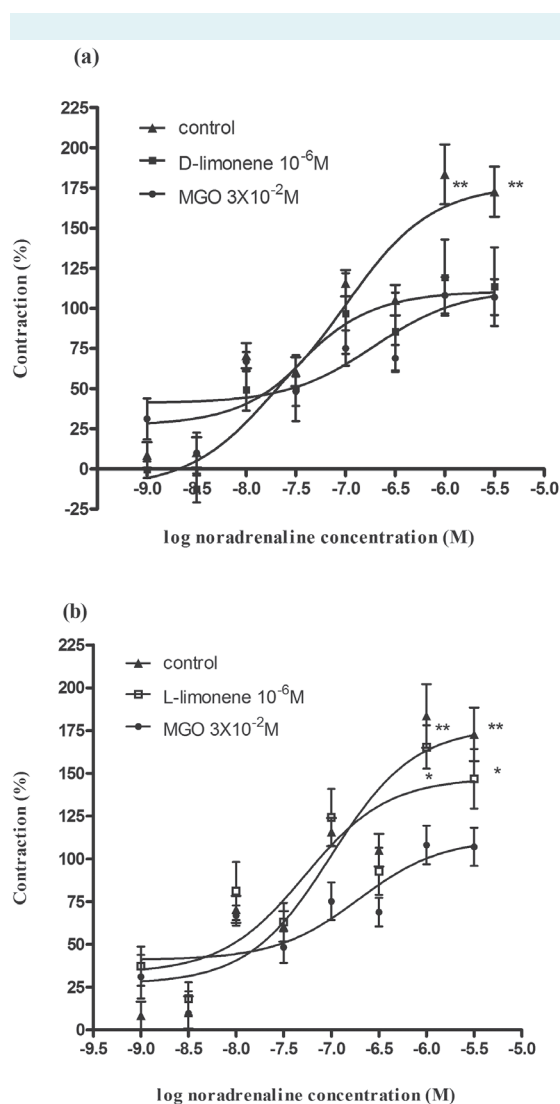 (a)
225
200
175
150
125
100
75
50
25
0
-25
Contraction (%)
control
D-limonene 10⁻⁶M
MGO 3X10⁻²M
**
**
-9.0 -8.5 -8.0 -7.5 -7.0 -6.5 -6.0 -5.5 -5.0
log noradrenaline concentration (M)
(b)
225
200
175
150
125
100
75
50
25
0
Contraction (%)
control
L-limonene 10⁻⁶M
MGO 3X10⁻²M
**
**
*
*
-9.5 -9.0 -8.5 -8.0 -7.5 -7.0 -6.5 -6.0 -5.5 -5.0
log noradrenaline concentration (M)